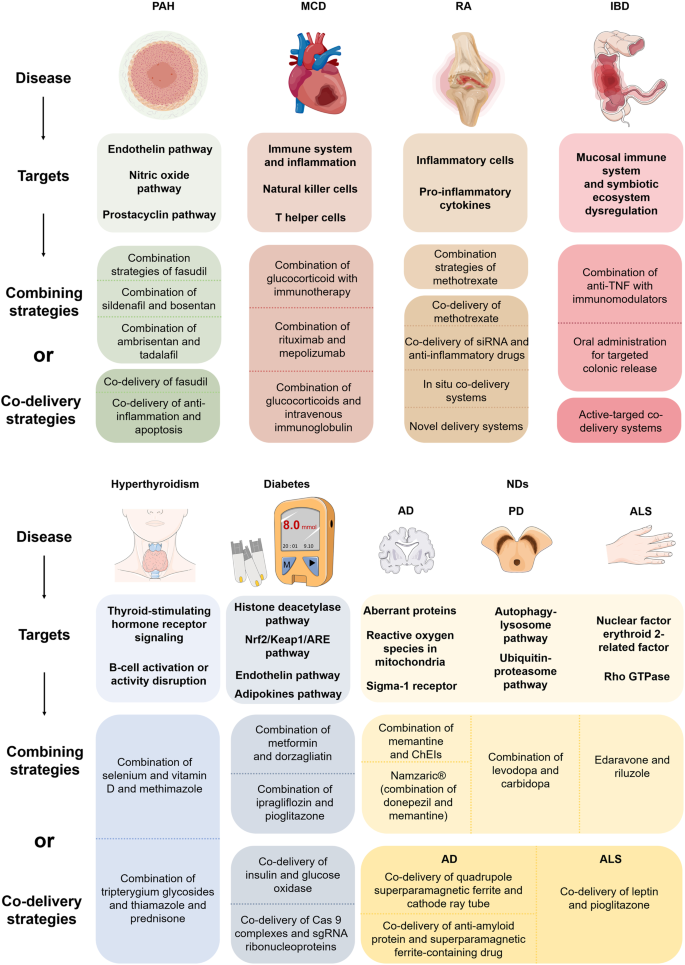 PAH
MCD
RA
IBD
Disease
Targets
Endothelin pathway
Nitric oxide
pathway
Prostacyclin pathway
Immune system
and inflammation
Natural killer cells
T helper cells
Inflammatory cells
Pro-inflammatory
cytokines
Mucosal immune
system
and symbiotic
ecosystem
dysregulation
Combining
strategies
or
Co-delivery
strategies
Combination
strategies of fasudil
Combination of
sildenafil and bosentan
Combination of
ambrisentan and
tadalafil
Co-delivery of fasudil
Co-delivery of anti-
inflammation and
apoptosis
Combination of
glucocorticoid with
immunotherapy
Combination of
rituximab and
mepolizumab
Combination of
glucocorticoids and
intravenous
immunoglobulin
Combination
strategies of
methotrexate
Co-delivery of
methotrexate
Co-delivery of siRNA and
anti-inflammatory drugs
In situ co-delivery
systems
Novel delivery systems
Combination of
anti-TNF with
immunomodulators
Oral administration
for targeted
colonic release
Active-targed co-
delivery systems
Hyperthyroidism
Diabetes
NDs
AD
PD
ALS
Disease
8.0 mmol
20 : 01
9.10
M
Targets
Thyroid-stimulating
hormone receptor
signaling
B-cell activation or
activity disruption
Histone deacetylase
pathway
Nrf2/Keap1/ARE
pathway
Endothelin pathway
Adipokines pathway
Aberrant proteins
Reactive oxygen
species in
mitochondria
Sigma-1 receptor
Autophagy-
lysosome
pathway
Ubiquitin-
proteasome
pathway
Nuclear factor
erythroid 2-
related factor
Rho GTPase
Combining
strategies
or
Co-delivery
strategies
Combination of
selenium and vitamin
D and methimazole
Combination of
tripterygium glycosides
and thiamazole and
prednisone
Combination of
metformin
and dorzagliatin
Combination of
ipragliflozin and
pioglitazone
Co-delivery of
insulin and glucose
oxidase
Co-delivery of Cas 9
complexes and sgRNA
ribonucleoproteins
Combination of
memantine
and ChEIs
Namzaric®
(combination of
donepezil and
memantine)
Combination of
levodopa and
carbidopa
Edaravone and
riluzole
AD
Co-delivery of quadrupole
superparamagnetic ferrite and
cathode ray tube
Co-delivery of anti-amyloid
protein and superparamagnetic
ferrite-containing drug
ALS
Co-delivery of leptin
and pioglitazone